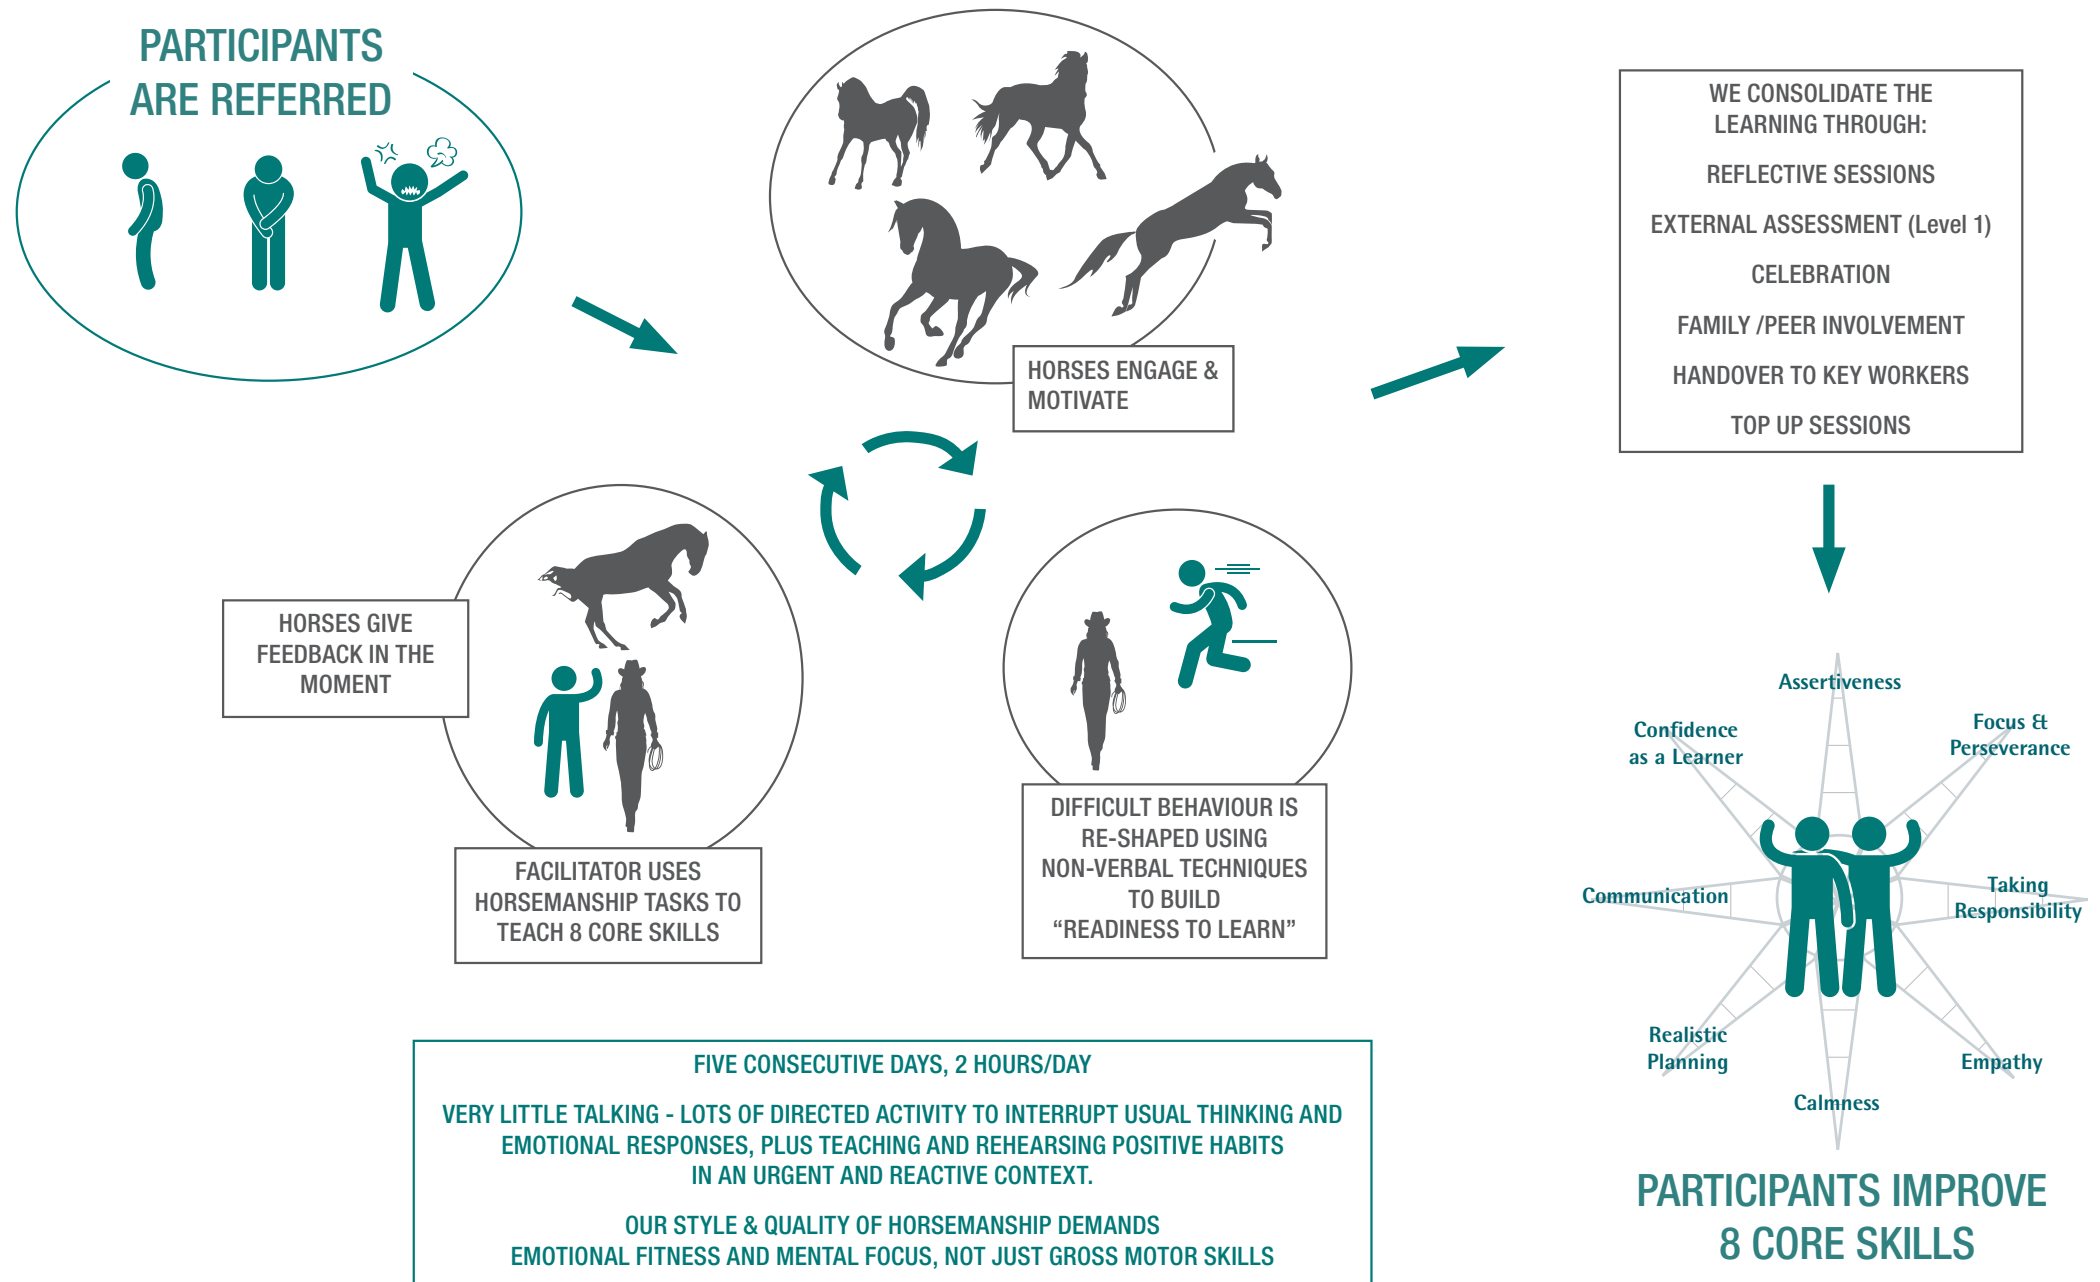 PARTICIPANTS
ARE REFERRED
HORSES ENGAGE &
MOTIVATE
WE CONSOLIDATE THE
LEARNING THROUGH:
REFLECTIVE SESSIONS
EXTERNAL ASSESSMENT (Level 1)
CELEBRATION
FAMILY /PEER INVOLVEMENT
HANDOVER TO KEY WORKERS
TOP UP SESSIONS
HORSES GIVE
FEEDBACK IN THE
MOMENT
FACILITATOR USES
HORSEMANSHIP TASKS TO
TEACH 8 CORE SKILLS
DIFFICULT BEHAVIOUR IS
RE-SHAPED USING
NON-VERBAL TECHNIQUES
TO BUILD
“READINESS TO LEARN”
Assertiveness
Focus &
Perseverance
Confidence
as a Learner
Communication
Taking
Responsibility
Realistic
Planning
Empathy
Calmness
PARTICIPANTS IMPROVE
8 CORE SKILLS
FIVE CONSECUTIVE DAYS, 2 HOURS/DAY
VERY LITTLE TALKING - LOTS OF DIRECTED ACTIVITY TO INTERRUPT USUAL THINKING AND
EMOTIONAL RESPONSES, PLUS TEACHING AND REHEARSING POSITIVE HABITS
IN AN URGENT AND REACTIVE CONTEXT.
OUR STYLE & QUALITY OF HORSEMANSHIP DEMANDS
EMOTIONAL FITNESS AND MENTAL FOCUS, NOT JUST GROSS MOTOR SKILLS